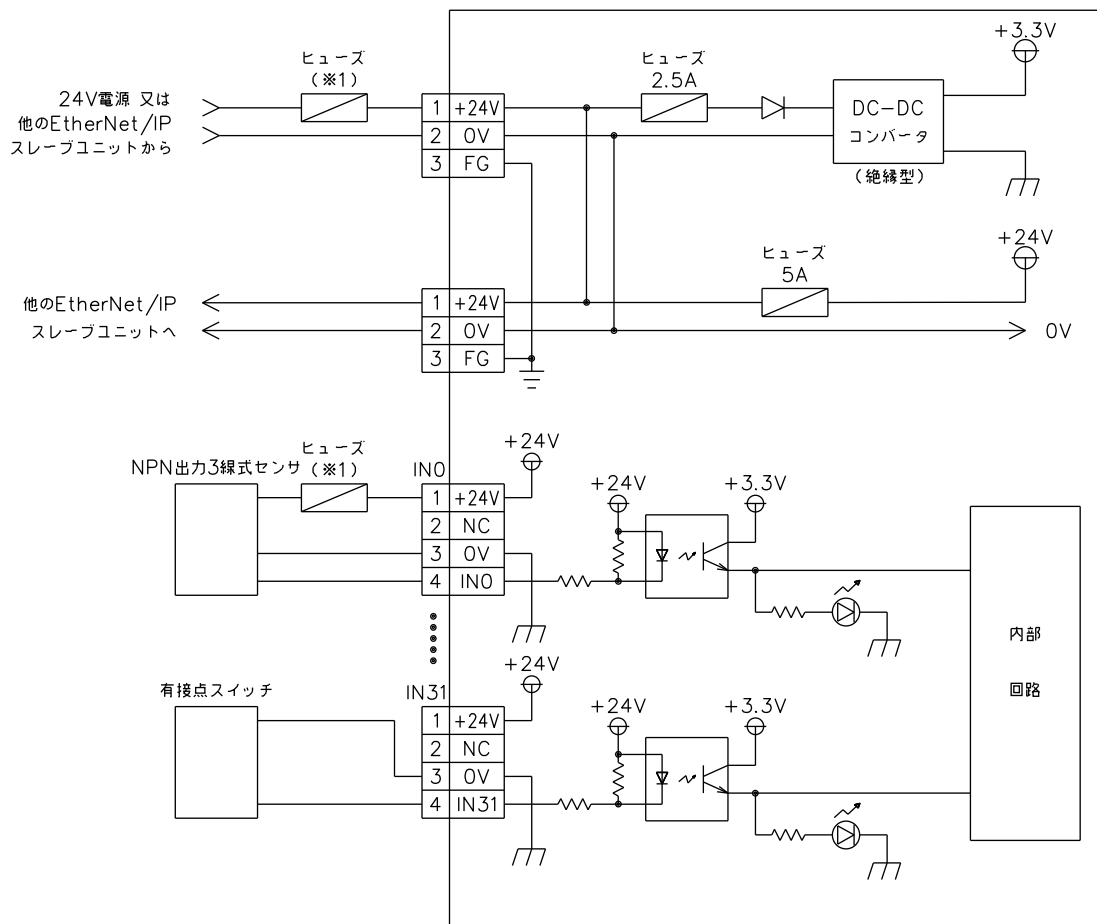 +3.3V
ヒューズ
(※1)
ヒューズ
2.5A
24V電源 又は
他のEtherNet/IP
スレーブユニットから
1 +24V
2 0V
3 FG
DC-DC
コンバータ
(絶縁型)
+24V
ヒューズ
5A
他のEtherNet/IP
スレーブユニットへ
1 +24V
2 0V
3 FG
0V
+24V
ヒューズ
(※1)
NPN出力3線式センサ
IN0
1 +24V
2 NC
3 0V
4 IN0
+24V
+3.3V
内部
回路
+24V
有接点スイッチ
IN31
1 +24V
2 NC
3 0V
4 IN31
+24V
+3.3V